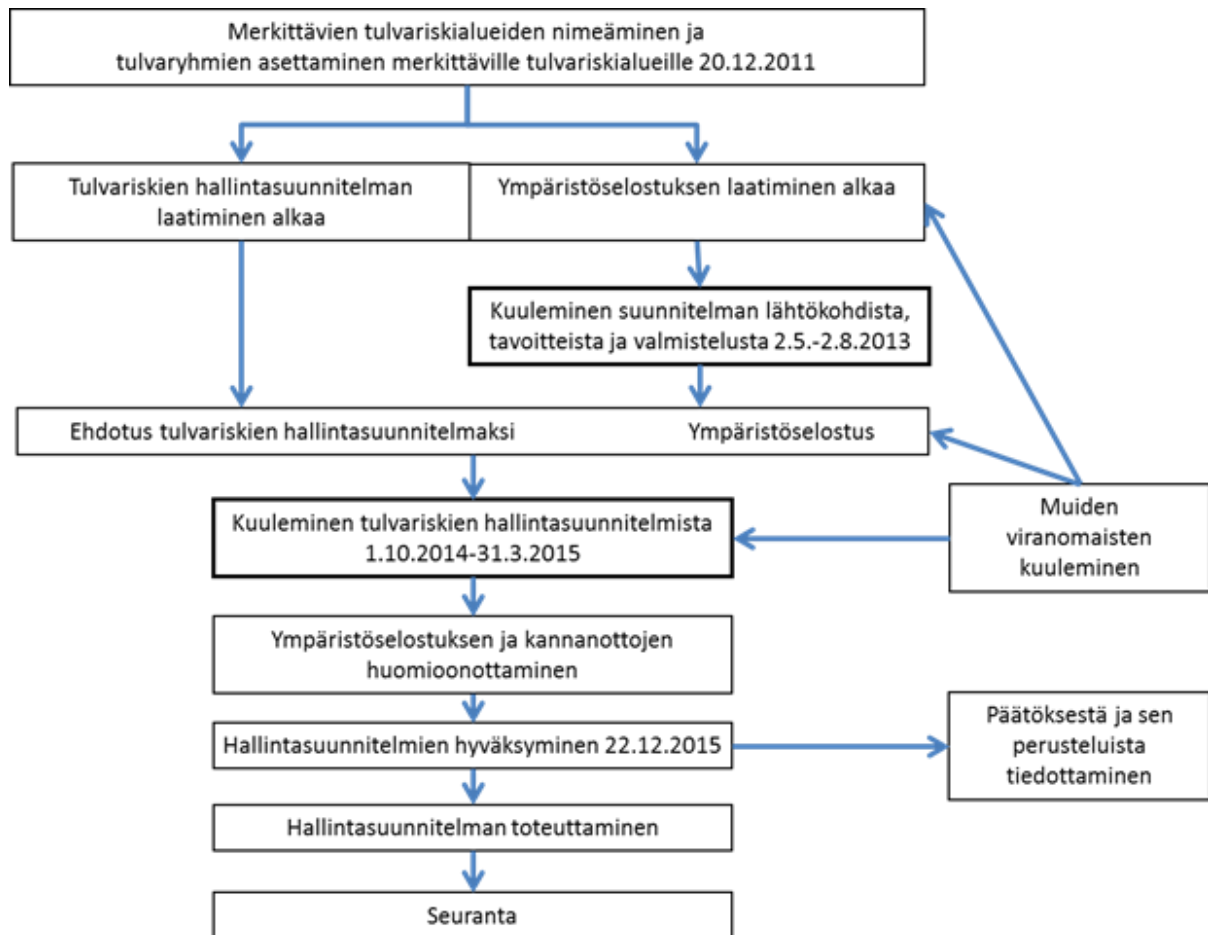 Merkittävien tulvariskialueiden nimeäminen ja
tulvaryhmien asettaminen merkittäville tulvariskialueille 20.12.2011
Tulvariskien hallintasuunnitelman
laatiminen alkaa
Ympäristöselostuksen laatiminen alkaa
Kuuleminen suunnitelman lähtökohdista,
tavoitteista ja valmistelusta 2.5.-2.8.2013
Ehdotus tulvariskien hallintasuunnitelmaksi
Ympäristöselostus
Kuuleminen tulvariskien hallintasuunnitelmista
1.10.2014-31.3.2015
Muiden
viranomaisten
kuuleminen
Ympäristöselostuksen ja kannanottojen
huomioonottaminen
Hallintasuunnitelmien hyväksyminen 22.12.2015
Päätöksestä ja sen
perusteluista
tiedottaminen
Hallintasuunnitelman toteuttaminen
Seuranta